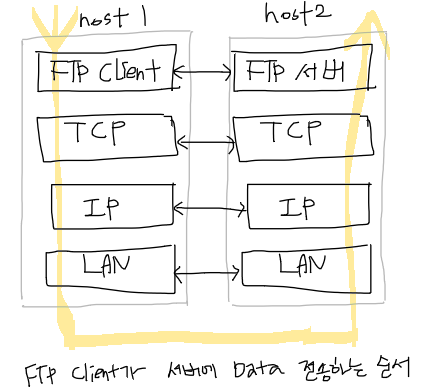 host 1 host2
FTP Client FTP 서버
TCP TCP
IP IP
LAN LAN
FTP Client가 서버에 Data 전송하는 순서